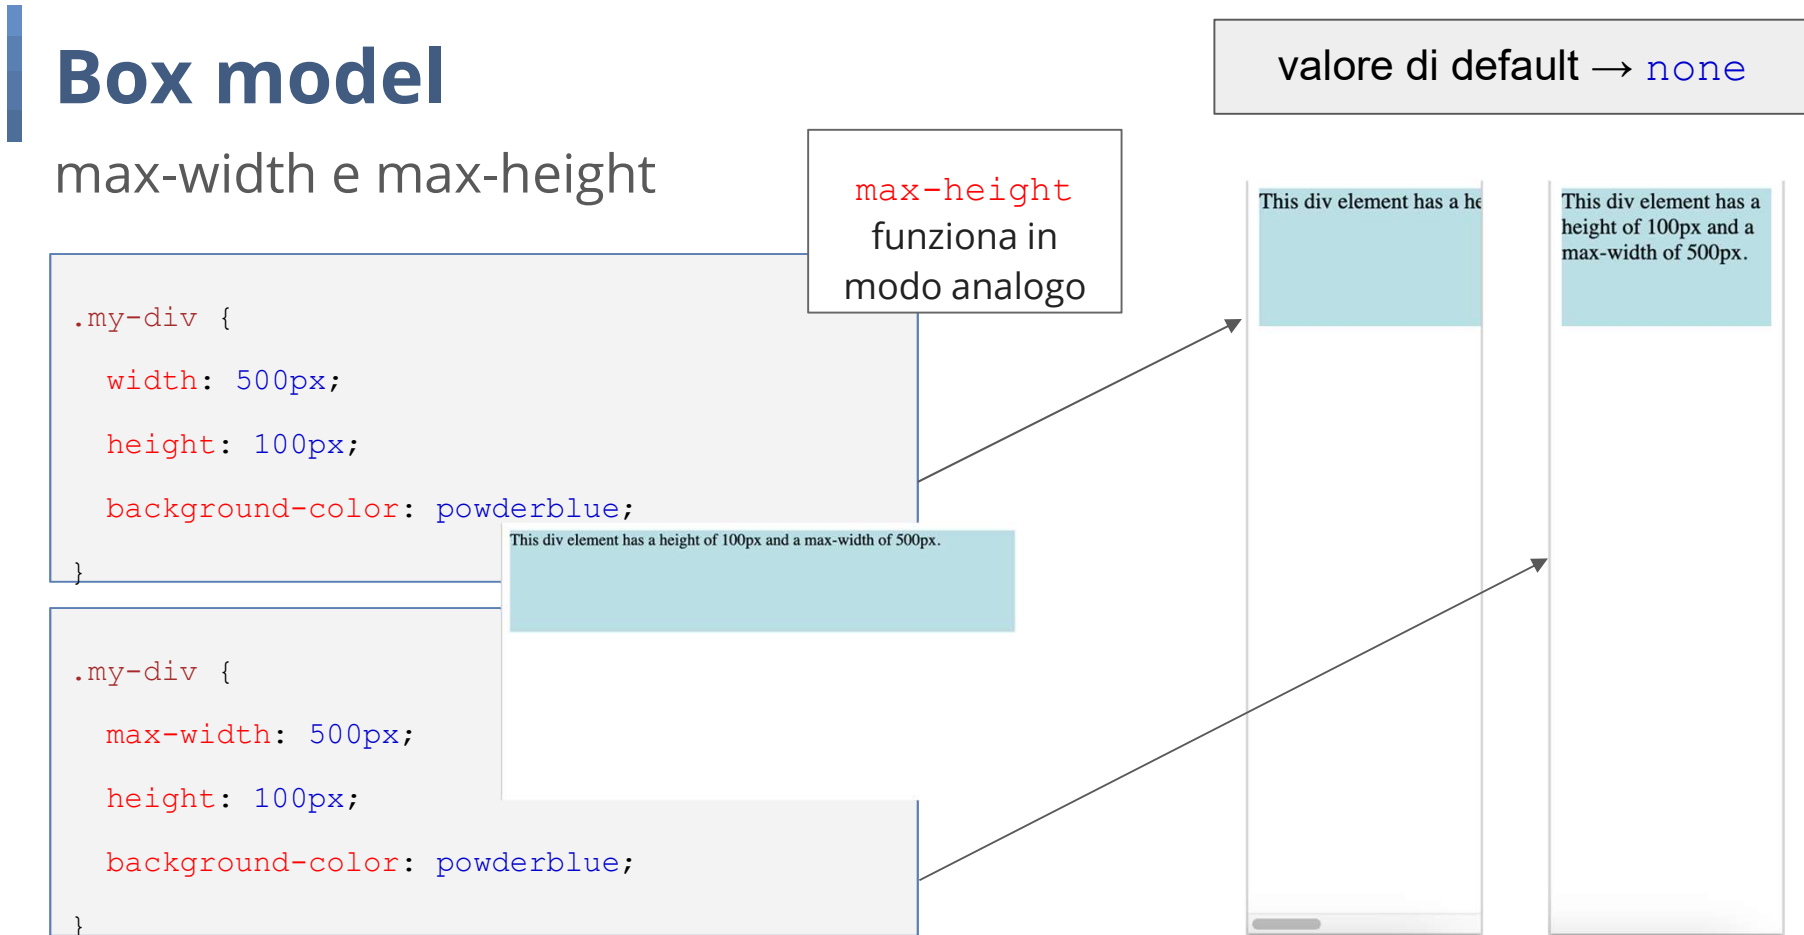 Box model
max-width e max-height
valore di default → none
max-height
funziona in
modo analogo
.my-div {
width: 500px;
height: 100px;
background-color: powderblue;
}
This div element has a height of 100px and a max-width of 500px.
.my-div {
max-width: 500px;
height: 100px;
background-color: powderblue;
}
This div element has a he
This div element has a
height of 100px and a
max-width of 500px.